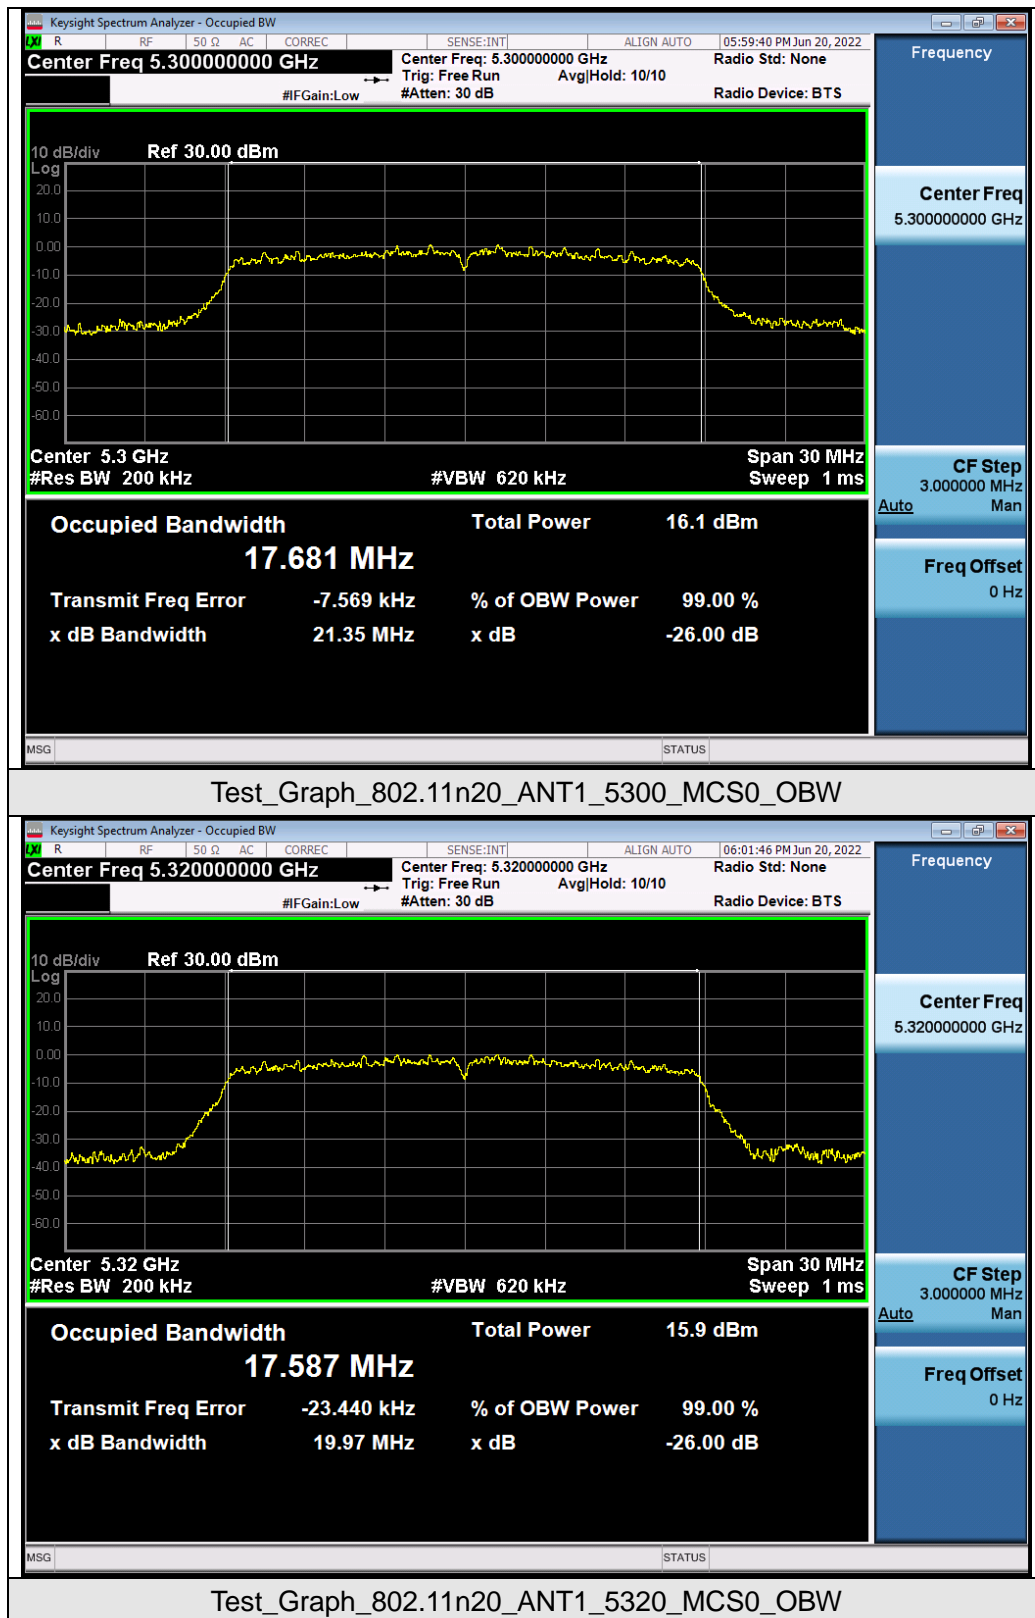 Keysight Spectrum Analyzer - Occupied BW
LXI R RF 50 Ω AC CORREC SENSE:INT ALIGN AUTO 05:59:40 PM Jun 20, 2022
Center Freq 5.300000000 GHz
Center Freq: 5.300000000 GHz
Radio Std: None
Trig: Free Run Avg|Hold: 10/10
#IFGain:Low
#Atten: 30 dB
Radio Device: BTS
Frequency
10 dB/div Ref 30.00 dBm
Log
20.0
10.0
0.00
-10.0
-20.0
-30.0
-40.0
-50.0
-60.0
Center Freq
5.300000000 GHz
Center 5.3 GHz Span 30 MHz
#Res BW 200 kHz #VBW 620 kHz Sweep 1 ms
CF Step
3.000000 MHz
Auto Man
Occupied Bandwidth Total Power 16.1 dBm
17.681 MHz
Freq Offset
0 Hz
Transmit Freq Error -7.569 kHz % of OBW Power 99.00 %
x dB Bandwidth 21.35 MHz x dB -26.00 dB
MSG STATUS
Test_Graph_802.11n20_ANT1_5300_MCS0_OBW
Keysight Spectrum Analyzer - Occupied BW
LXI R RF 50 Ω AC CORREC SENSE:INT ALIGN AUTO 06:01:46 PM Jun 20, 2022
Center Freq 5.320000000 GHz
Center Freq: 5.320000000 GHz
Radio Std: None
Trig: Free Run Avg|Hold: 10/10
#IFGain:Low
#Atten: 30 dB
Radio Device: BTS
Frequency
10 dB/div Ref 30.00 dBm
Log
20.0
10.0
0.00
-10.0
-20.0
-30.0
-40.0
-50.0
-60.0
Center Freq
5.320000000 GHz
Center 5.32 GHz Span 30 MHz
#Res BW 200 kHz #VBW 620 kHz Sweep 1 ms
CF Step
3.000000 MHz
Auto Man
Occupied Bandwidth Total Power 15.9 dBm
17.587 MHz
Freq Offset
0 Hz
Transmit Freq Error -23.440 kHz % of OBW Power 99.00 %
x dB Bandwidth 19.97 MHz x dB -26.00 dB
MSG STATUS
Test_Graph_802.11n20_ANT1_5320_MCS0_OBW